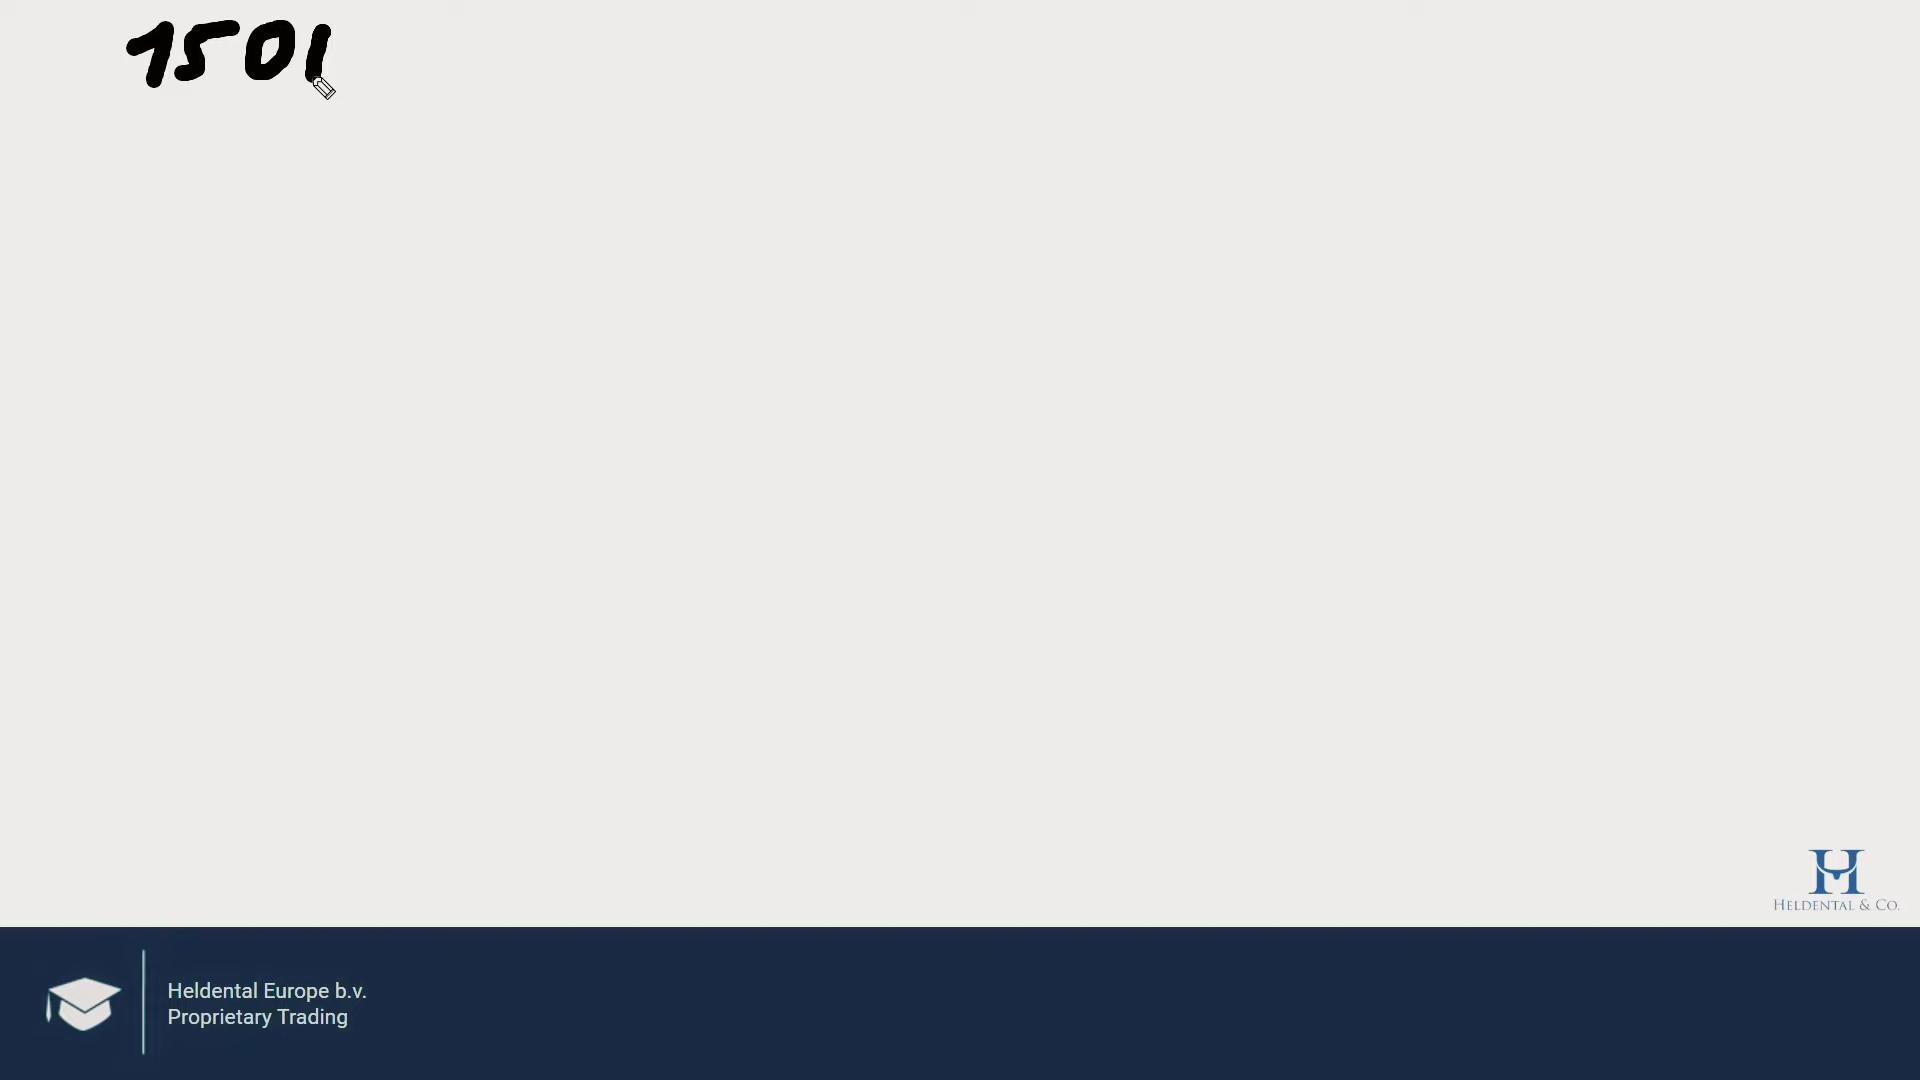 1501
HELDENTAL & CO.
Heldental Europe b.v.
Proprietary Trading